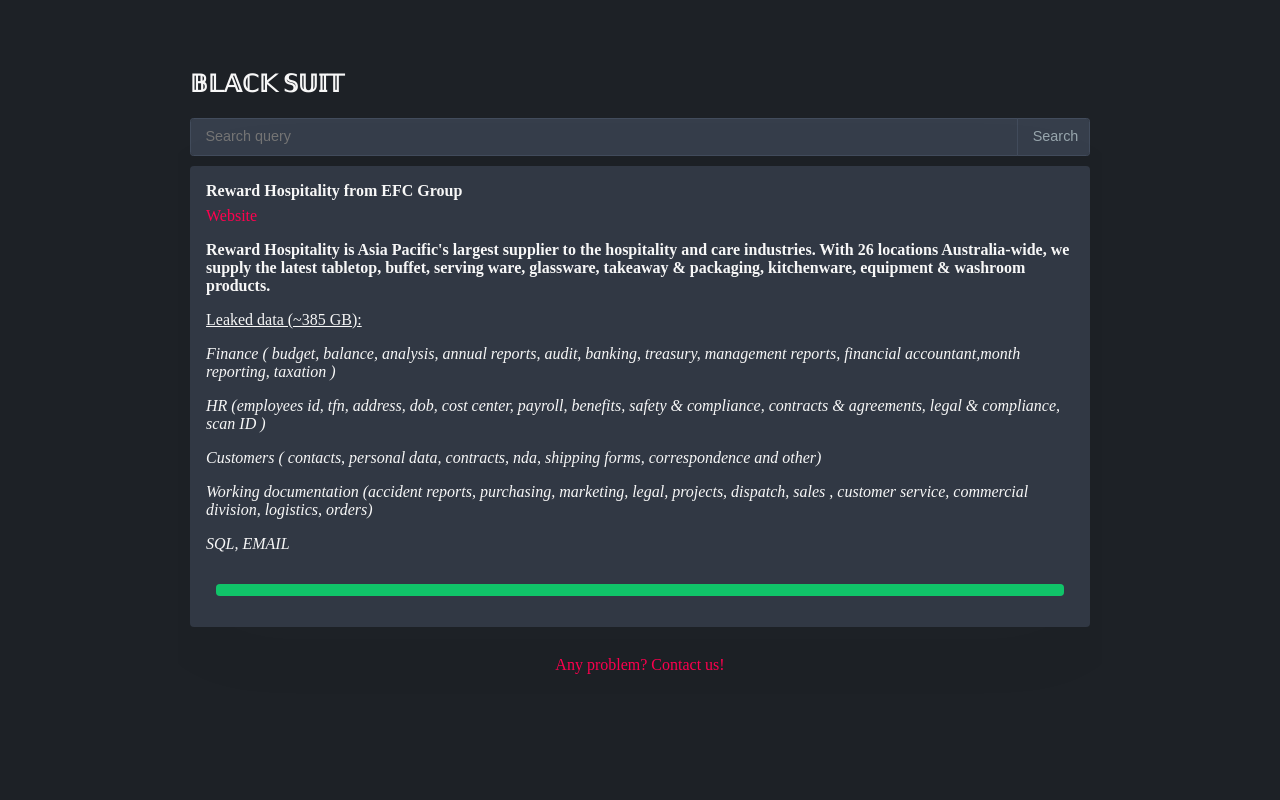 𝔹𝕃𝔸ℂ𝕂 𝕊𝕌𝕀𝕋
Search query
Search
Reward Hospitality from EFC Group
Website
Reward Hospitality is Asia Pacific's largest supplier to the hospitality and care industries. With 26 locations Australia-wide, we
supply the latest tabletop, buffet, serving ware, glassware, takeaway & packaging, kitchenware, equipment & washroom
products.
Leaked data (~385 GB):
Finance ( budget, balance, analysis, annual reports, audit, banking, treasury, management reports, financial accountant,month
reporting, taxation )
HR (employees id, tfn, address, dob, cost center, payroll, benefits, safety & compliance, contracts & agreements, legal & compliance,
scan ID )
Customers ( contacts, personal data, contracts, nda, shipping forms, correspondence and other)
Working documentation (accident reports, purchasing, marketing, legal, projects, dispatch, sales , customer service, commercial
division, logistics, orders)
SQL, EMAIL
Any problem? Contact us!